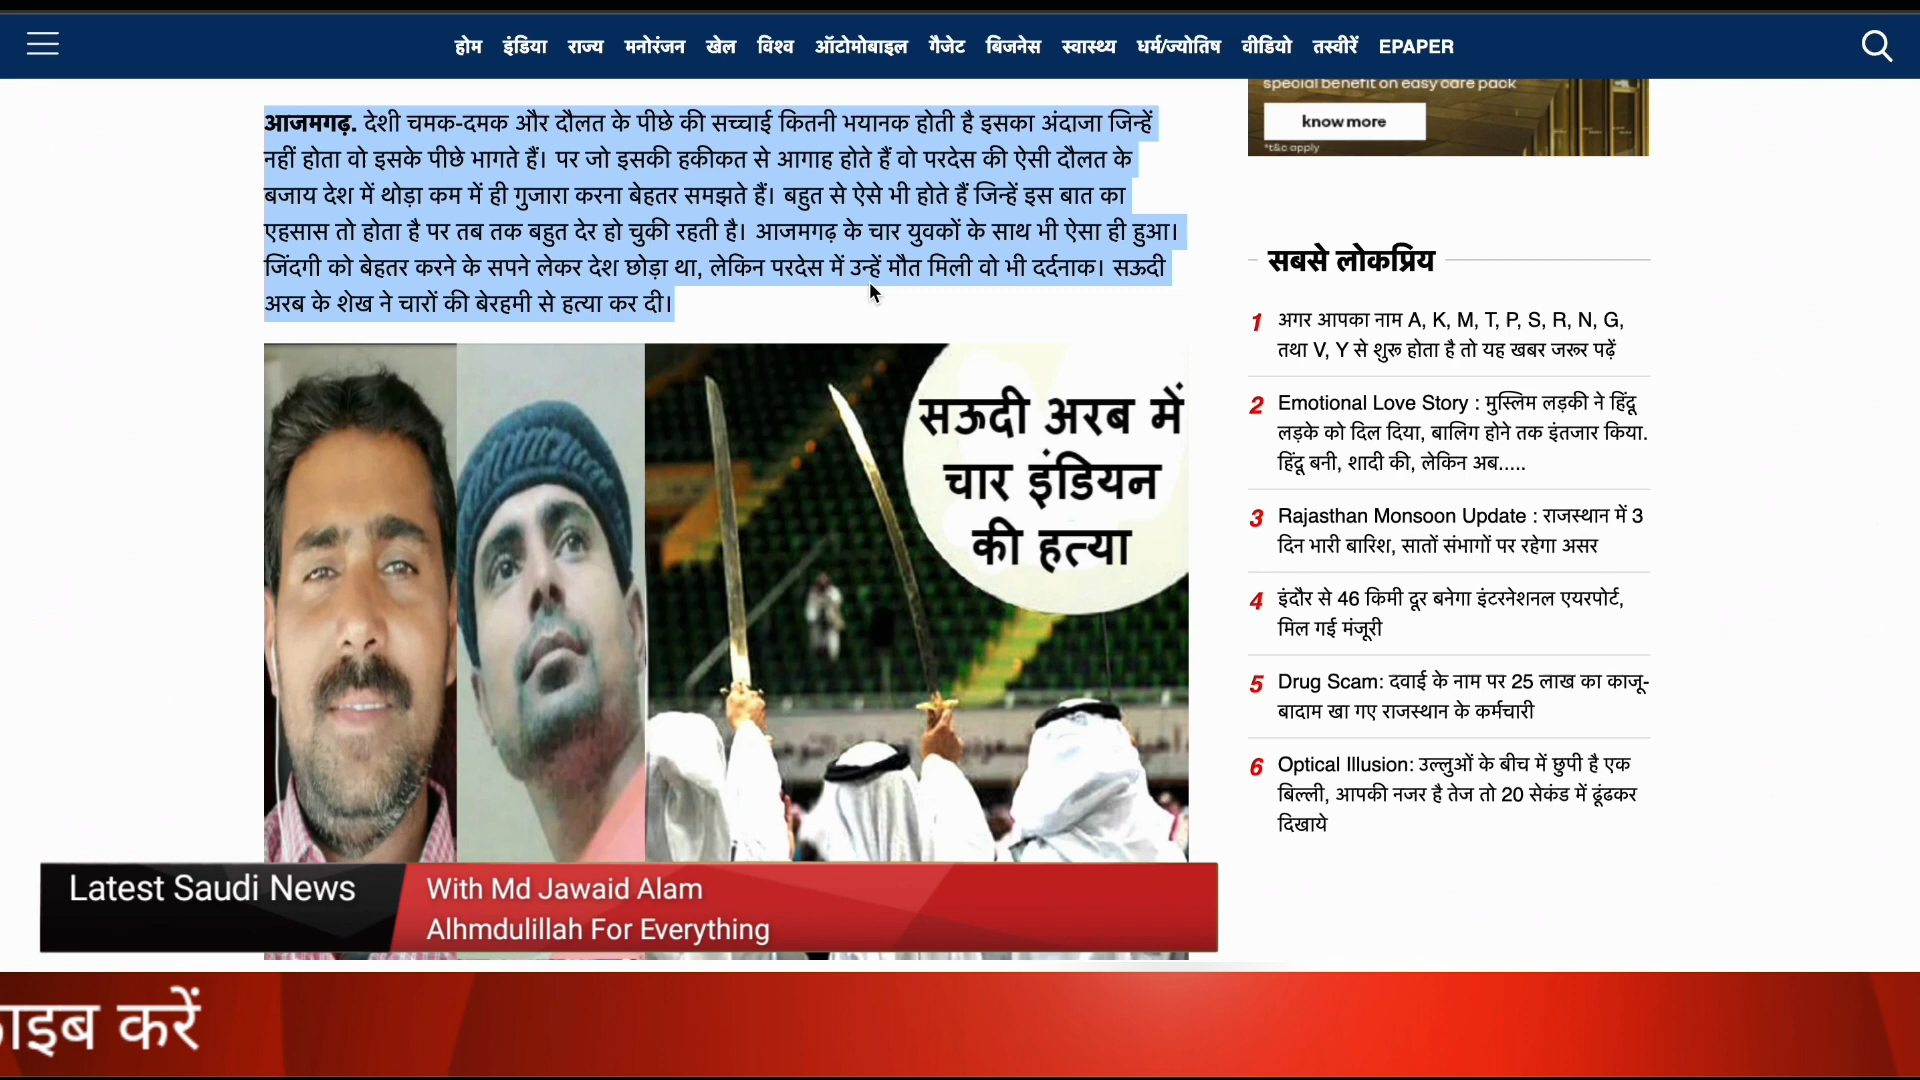 होम इंडिया राज्य मनोरंजन खेल विश्व ऑटोमोबाइल गैजेट बिजनेस स्वास्थ्य धर्म/ज्योतिष वीडियो तस्वीरें EPAPER
आजमगढ़. देशी चमक-दमक और दौलत के पीछे की सच्चाई कितनी भयानक होती है इसका अंदाजा जिन्हें
नहीं होता वो इसके पीछे भागते हैं। पर जो इसकी हकीकत से आगाह होते हैं वो परदेस की ऐसी दौलत के
बजाय देश में थोड़ा कम में ही गुजारा करना बेहतर समझते हैं। बहुत से ऐसे भी होते हैं जिन्हें इस बात का
एहसास तो होता है पर तब तक बहुत देर हो चुकी रहती है। आजमगढ़ के चार युवकों के साथ भी ऐसा ही हुआ।
जिंदगी को बेहतर करने के सपने लेकर देश छोड़ा था, लेकिन परदेस में उन्हें मौत मिली वो भी दर्दनाक। सऊदी
अरब के शेख ने चारों की बेरहमी से हत्या कर दी।
सऊदी अरब में
चार इंडियन
की हत्या
special benefit on easy care pack
know more
*t&c apply
सबसे लोकप्रिय
1 अगर आपका नाम A, K, M, T, P, S, R, N, G,
तथा V, Y से शुरू होता है तो यह खबर जरूर पढ़ें
2 Emotional Love Story : मुस्लिम लड़की ने हिंदू
लड़के को दिल दिया, बालिग होने तक इंतजार किया.
हिंदू बनी, शादी की, लेकिन अब.....
3 Rajasthan Monsoon Update : राजस्थान में 3
दिन भारी बारिश, सातों संभागों पर रहेगा असर
4 इंदौर से 46 किमी दूर बनेगा इंटरनेशनल एयरपोर्ट,
मिल गई मंजूरी
5 Drug Scam: दवाई के नाम पर 25 लाख का काजू-
बादाम खा गए राजस्थान के कर्मचारी
6 Optical Illusion: उल्लुओं के बीच में छुपी है एक
बिल्ली, आपकी नजर है तेज तो 20 सेकंड में ढूंढकर
दिखाये
Latest Saudi News
With Md Jawaid Alam
Alhmdulillah For Everything
करें